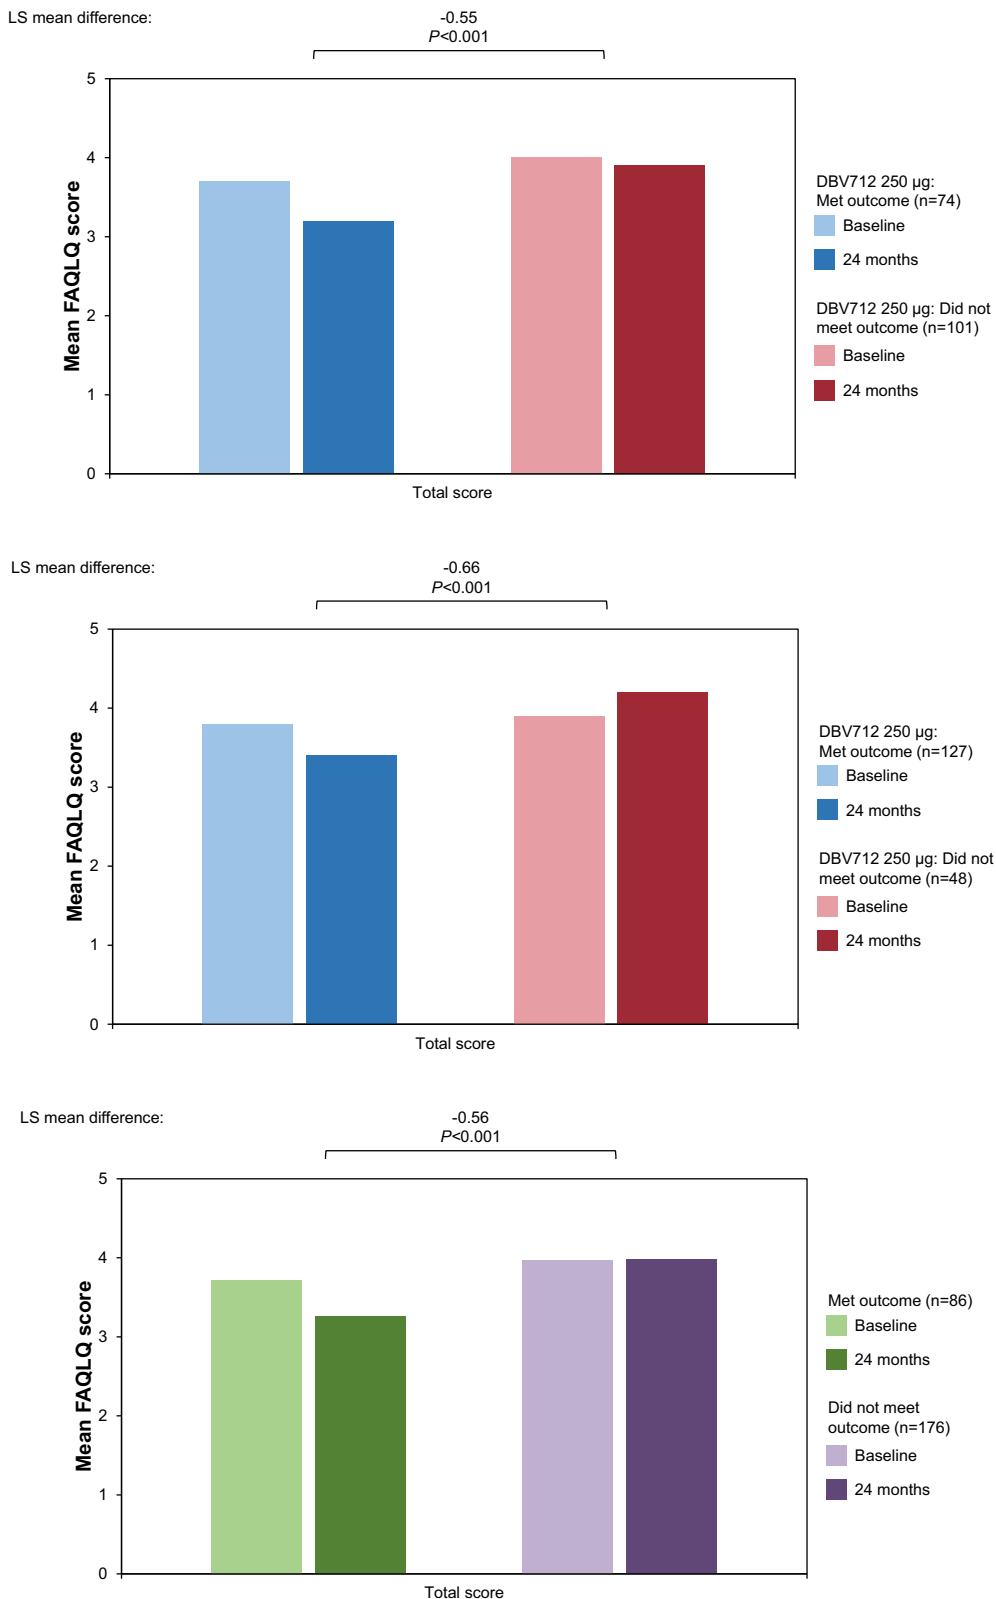 LS mean difference:
-0.55
P<0.001
5
4
3
2
1
0
Mean FAQLQ score
Total score
DBV712 250 µg:
Met outcome (n=74)
Baseline
24 months
DBV712 250 µg: Did not
meet outcome (n=101)
Baseline
24 months
LS mean difference:
-0.66
P<0.001
5
4
3
2
1
0
Mean FAQLQ score
Total score
DBV712 250 µg:
Met outcome (n=127)
Baseline
24 months
DBV712 250 µg: Did not
meet outcome (n=48)
Baseline
24 months
LS mean difference:
-0.56
P<0.001
5
4
3
2
1
0
Mean FAQLQ score
Total score
Met outcome (n=86)
Baseline
24 months
Did not meet
outcome (n=176)
Baseline
24 months